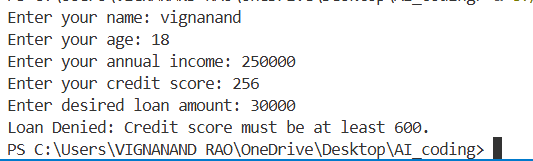 Enter your name: vignanand
Enter your age: 18
Enter your annual income: 250000
Enter your credit score: 256
Enter desired loan amount: 30000
Loan Denied: Credit score must be at least 600.
PS C:\Users\VIGNANAND RAO\OneDrive\Desktop\AI_coding>